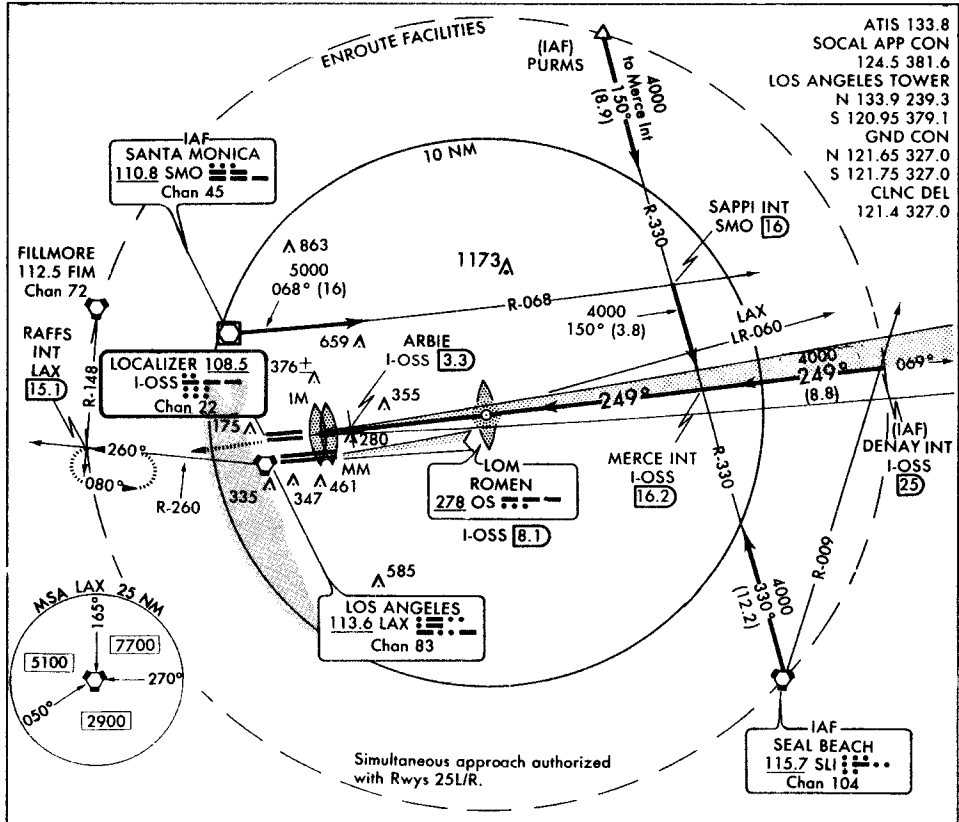 ENROUTE FACILITIES
(IAF)
PURMS
4000
to Merce Int
150°
(8.9)
ATIS 133.8
SOCAL APP CON
124.5 381.6
LOS ANGELES TOWER
N 133.9 239.3
S 120.95 379.1
GND CON
N 121.65 327.0
S 121.75 327.0
CLNC DEL
121.4 327.0
IAF
SANTA MONICA
110.8 SMO
Chan 45
10 NM
R-330
SAPPI INT
SMO 16
FILLMORE
112.5 FIM
Chan 72
863
5000
068° (16)
1173
R-068
4000
150° (3.8)
LAX
LR-060
RAFFS
INT
LAX
15.1
R-148
659
ARBIE
I-OSS 3.3
LOCALIZER 108.5
I-OSS
Chan 22
376
IM
355
4000
249°
249°
(8.8)
069°
175
280
MM
260°
080°
R-260
335
347
461
LOM
ROMEN
278 OS
I-OSS 8.1
MERCE INT
I-OSS
16.2
R-330
(IAF)
DENAY INT
I-OSS
25
R-009
585
LOS ANGELES
113.6 LAX
Chan 83
4000
330°
(12.2)
MSA LAX 25 NM
165°
5100
7700
270°
050°
2900
Simultaneous approach authorized
with Rwys 25L/R.
IAF
SEAL BEACH
115.7 SLI
Chan 104